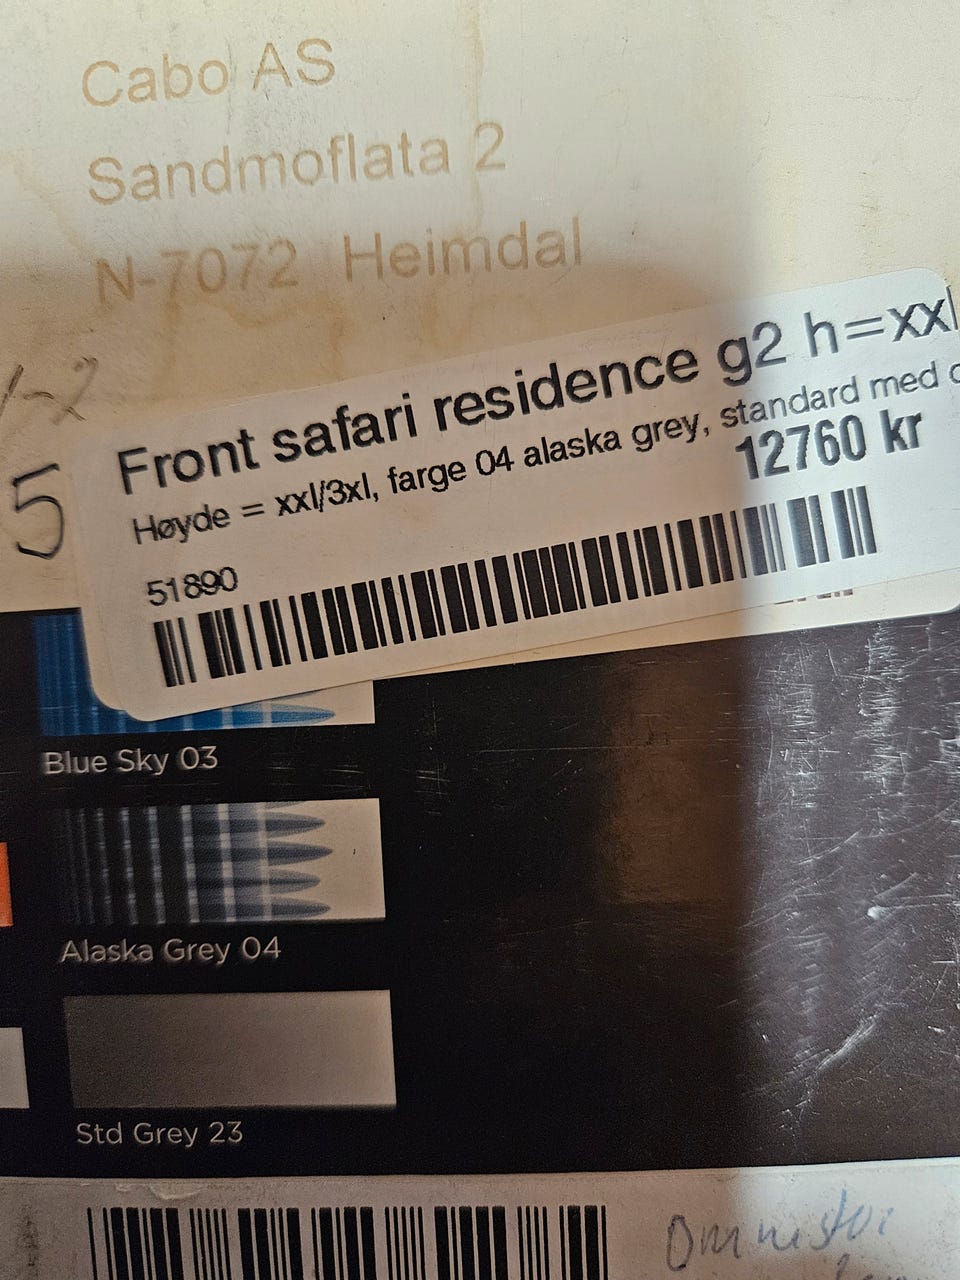 Cabo AS
Sandmoflata 2
N-7072 Heimdal
5
Front safari residence g2 h=xxl
Høyde = xxl/3xl, farge 04 alaska grey, standard med
12760 kr
51890
Blue Sky 03
Alaska Grey 04
Std Grey 23
Omnistor